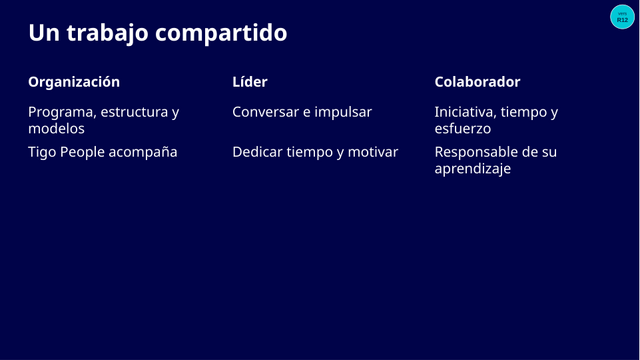 Un trabajo compartido
R12
Organización
Programa, estructura y
modelos
Tigo People acompaña
Líder
Conversar e impulsar
Dedicar tiempo y motivar
Colaborador
Iniciativa, tiempo y
esfuerzo
Responsable de su
aprendizaje